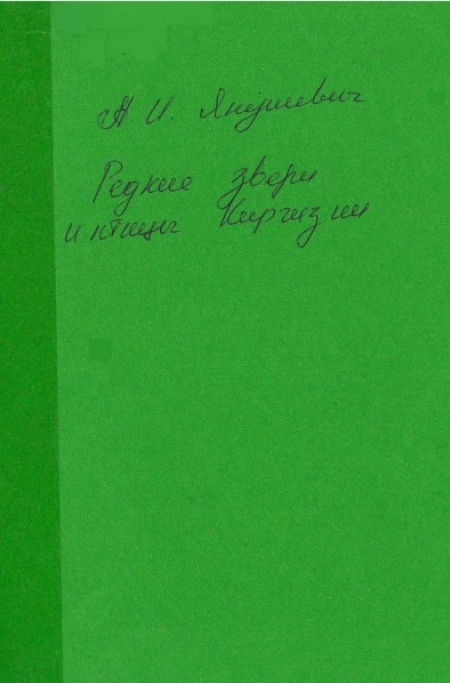 А. И. Янушевич
Редкие звери
и птицы Киргизии